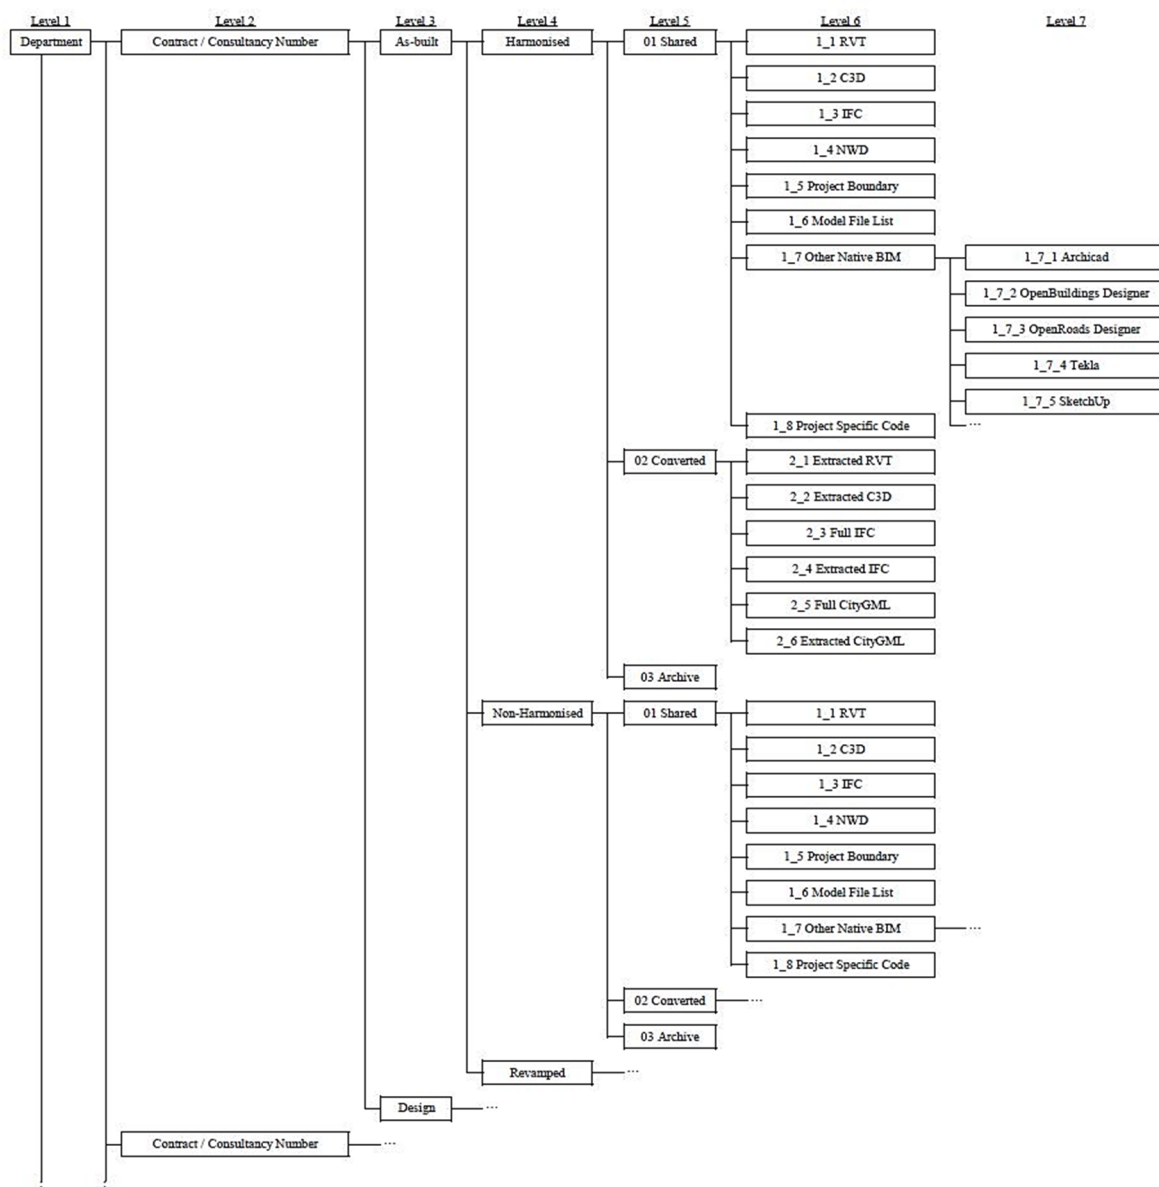 Level 1 Level 2 Level 3 Level 4 Level 5 Level 6 Level 7
Department Contract / Consultancy Number As-built Harmonised 01 Shared 1_1 RVT
1_2 C3D
1_3 IFC
1_4 NWD
1_5 Project Boundary
1_6 Model File List
1_7 Other Native BIM 1_7_1 Archicad
1_7_2 OpenBuildings Designer
1_7_3 OpenRoads Designer
1_7_4 Tekla
1_7_5 SketchUp
1_8 Project Specific Code ...
02 Converted 2_1 Extracted RVT
2_2 Extracted C3D
2_3 Full IFC
2_4 Extracted IFC
2_5 Full CityGML
2_6 Extracted CityGML
03 Archive
Non-Harmonised 01 Shared 1_1 RVT
1_2 C3D
1_3 IFC
1_4 NWD
1_5 Project Boundary
1_6 Model File List
1_7 Other Native BIM ...
1_8 Project Specific Code
02 Converted ...
03 Archive
Revamped ...
Design ...
Contract / Consultancy Number ...